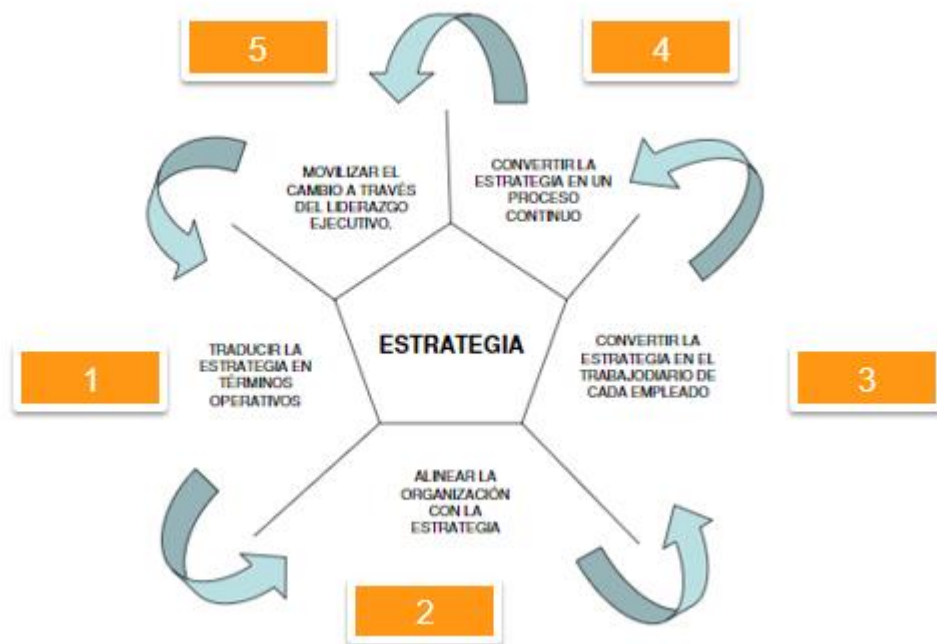 5
4
MOVILIZAR EL
CAMBIO A TRAVÉS
DEL LIDERAZGO
EJECUTIVO.
CONVERTIR LA
ESTRATEGIA EN UN
PROCESO
CONTINUO
ESTRATEGIA
1
TRADUCIR LA
ESTRATEGIA EN
TÉRMINOS
OPERATIVOS
CONVERTIR LA
ESTRATEGIA EN EL
TRABAJODIARIO DE
CADA EMPLEADO
3
ALINEAR LA
ORGANIZACIÓN
CON LA
ESTRATEGIA
2